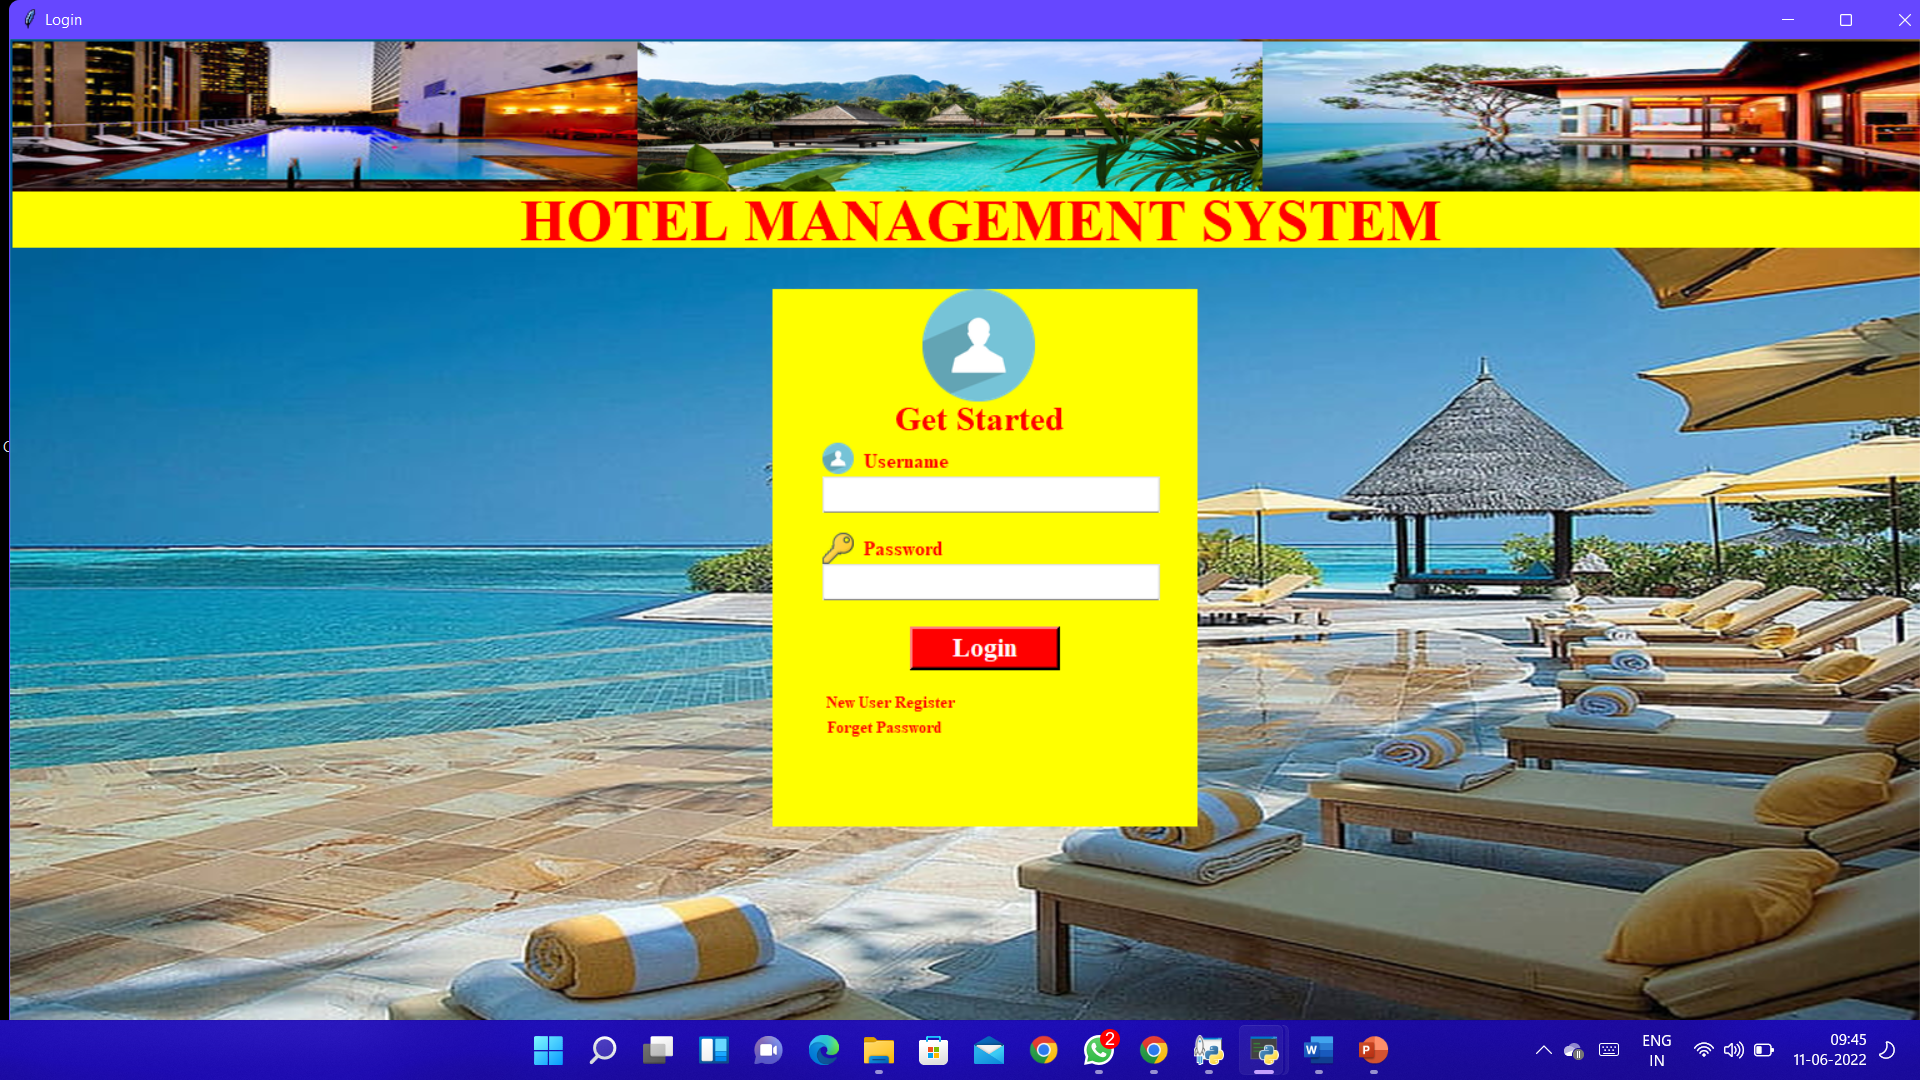 Login
HOTEL MANAGEMENT SYSTEM
Get Started
Username
Password
Login
New User Register
Forget Password
2
W
P
ENG
IN
09:45
11-06-2022